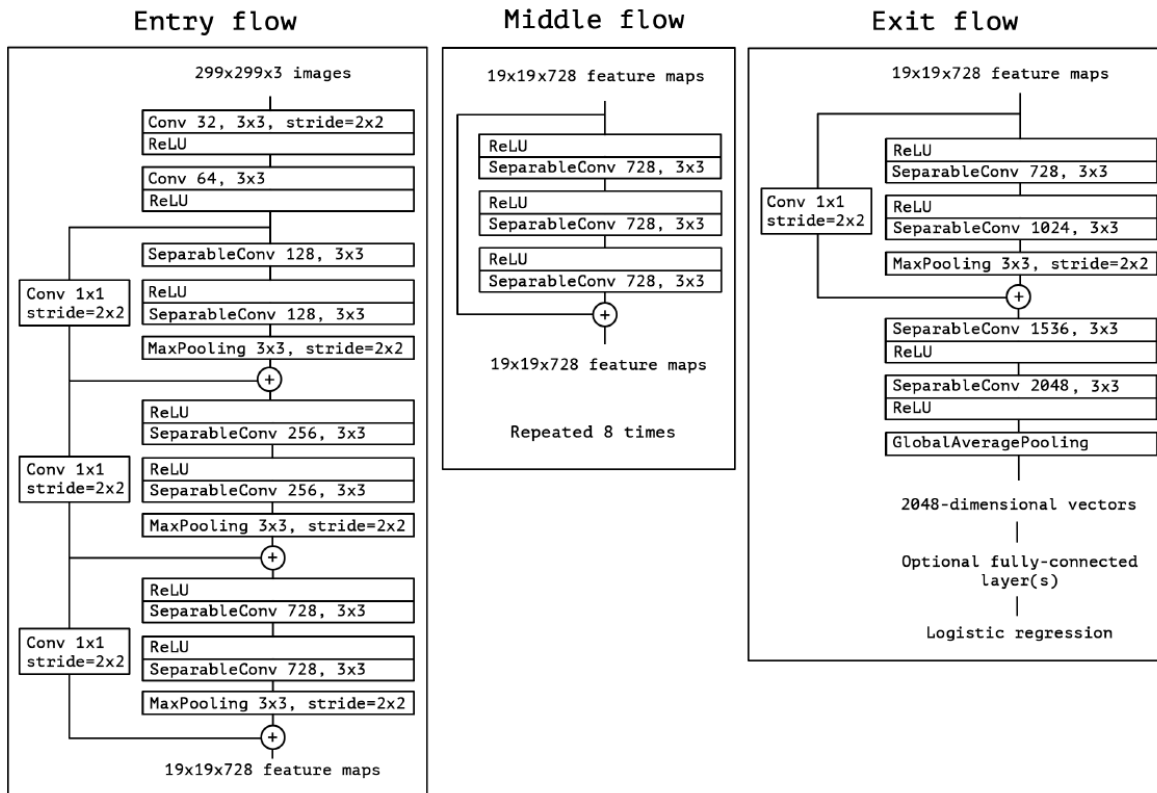 Entry flow
299x299x3 images
Conv 32, 3x3, stride=2x2
ReLU
Conv 64, 3x3
ReLU
SeparableConv 128, 3x3
Conv 1x1
stride=2x2
ReLU
SeparableConv 128, 3x3
MaxPooling 3x3, stride=2x2
+
ReLU
SeparableConv 256, 3x3
Conv 1x1
stride=2x2
ReLU
SeparableConv 256, 3x3
MaxPooling 3x3, stride=2x2
+
ReLU
SeparableConv 728, 3x3
Conv 1x1
stride=2x2
ReLU
SeparableConv 728, 3x3
MaxPooling 3x3, stride=2x2
+
19x19x728 feature maps
Middle flow
19x19x728 feature maps
ReLU
SeparableConv 728, 3x3
ReLU
SeparableConv 728, 3x3
ReLU
SeparableConv 728, 3x3
+
19x19x728 feature maps
Repeated 8 times
Exit flow
19x19x728 feature maps
ReLU
SeparableConv 728, 3x3
Conv 1x1
stride=2x2
ReLU
SeparableConv 1024, 3x3
MaxPooling 3x3, stride=2x2
+
SeparableConv 1536, 3x3
ReLU
SeparableConv 2048, 3x3
ReLU
GlobalAveragePooling
2048-dimensional vectors
Optional fully-connected
layer(s)
Logistic regression